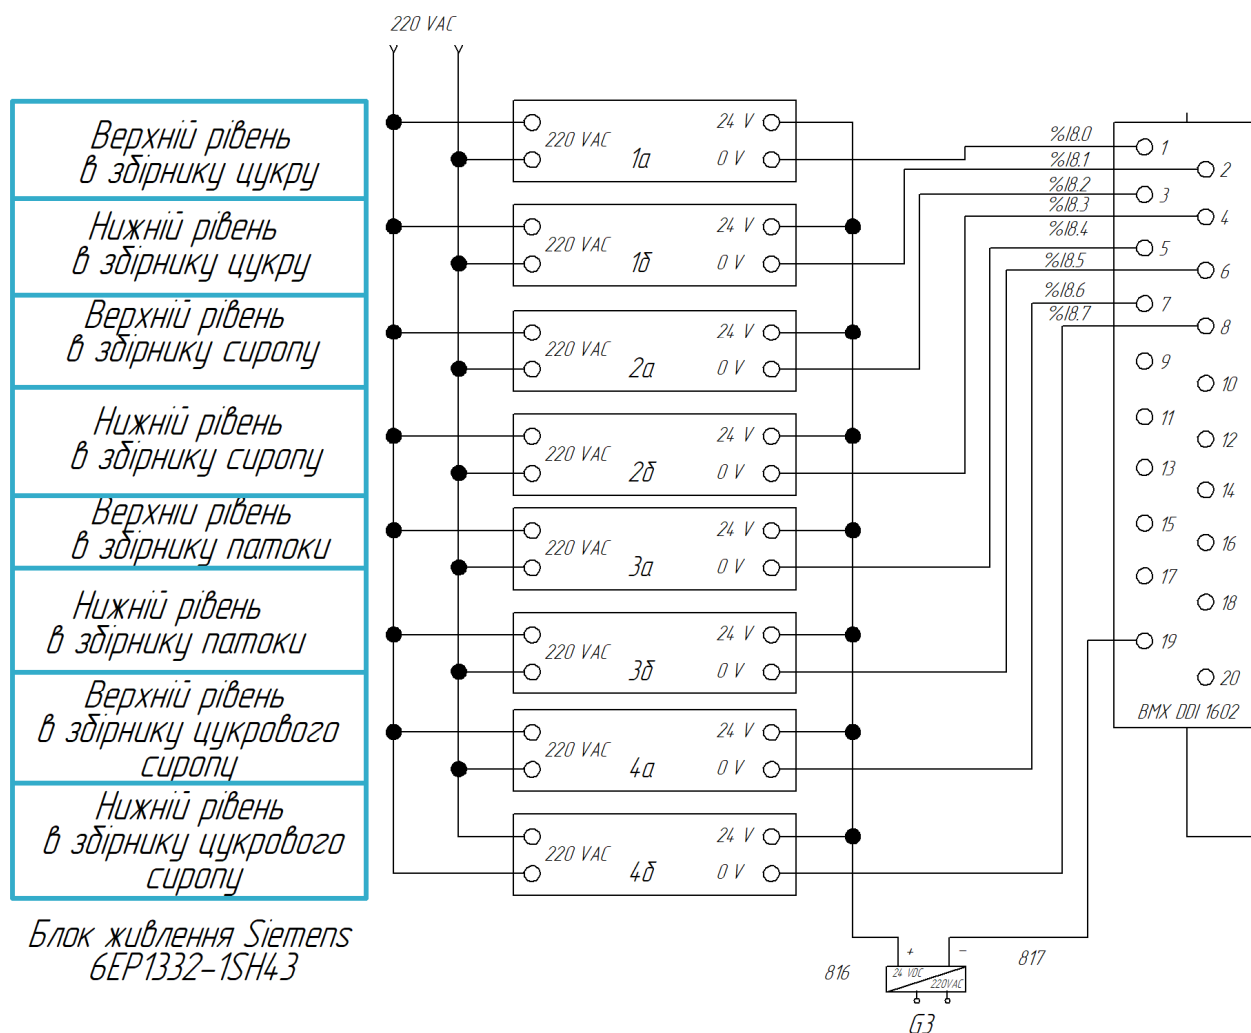 220 VAC
Верхній рівень
в збірнику цукру
Нижній рівень
в збірнику цукру
Верхній рівень
в збірнику сиропу
Нижній рівень
в збірнику сиропу
Верхній рівень
в збірнику патоки
Нижній рівень
в збірнику патоки
Верхній рівень
в збірнику цукрового
сиропу
Нижній рівень
в збірнику цукрового
сиропу
Блок живлення Siemens
6EP1332-1SH43
220 VAC 1а 24 V 0 V
220 VAC 1б 24 V 0 V
220 VAC 2а 24 V 0 V
220 VAC 2б 24 V 0 V
220 VAC 3а 24 V 0 V
220 VAC 3б 24 V 0 V
220 VAC 4а 24 V 0 V
220 VAC 4б 24 V 0 V
%I8.0
%I8.1
%I8.2
%I8.3
%I8.4
%I8.5
%I8.6
%I8.7
1
2
3
4
5
6
7
8
9
10
11
12
13
14
15
16
17
18
19
20
BMX DDI 1602
816
+ −
817
24 VDC
220VAC
G3